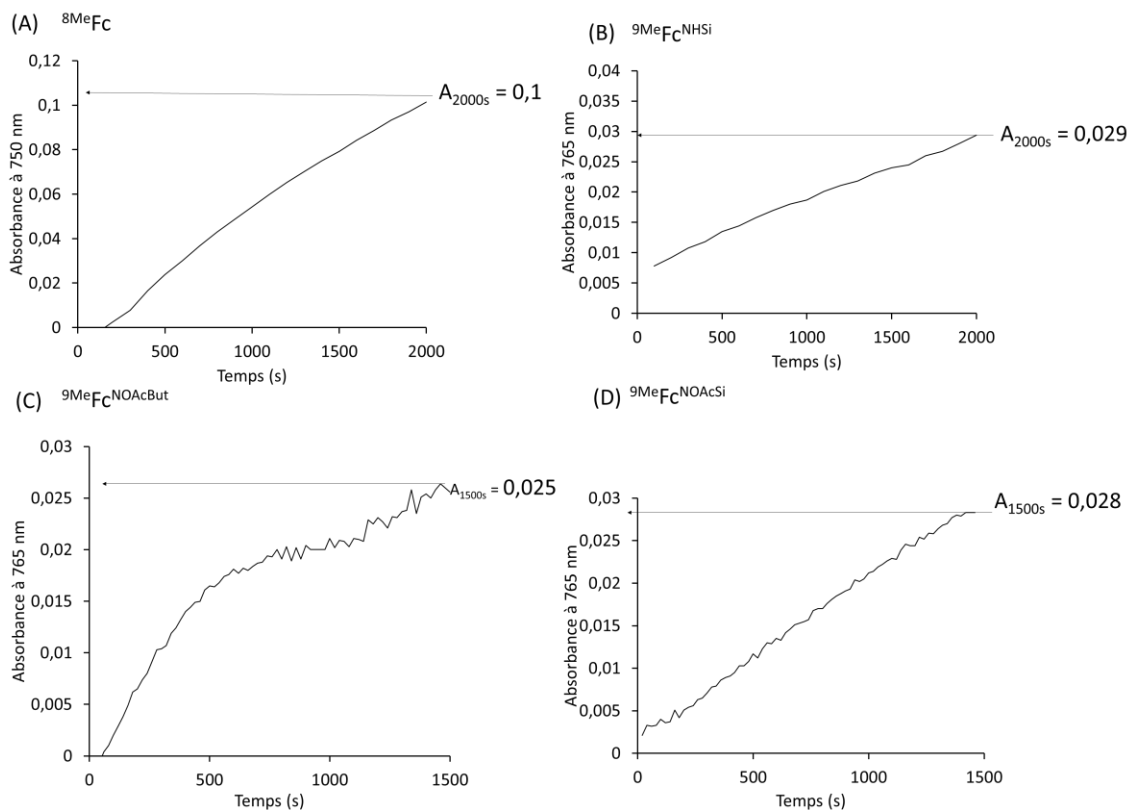 (A) 8MeFc
0,12
0,1
0,08
0,06
0,04
0,02
0
0 500 1000 1500 2000
Temps (s)
Absorbance à 750 nm
A2000s = 0,1
(B) 9MeFcNHSi
0,04
0,035
0,03
0,025
0,02
0,015
0,01
0,005
0
0 500 1000 1500 2000
Temps (s)
Absorbance à 765 nm
A2000s = 0,029
(C) 9MeFcNOAcBut
0,03
0,025
0,02
0,015
0,01
0,005
0
0 500 1000 1500
Temps (s)
Absorbance à 765 nm
A1500s = 0,025
(D) 9MeFcNOAcSi
0,03
0,025
0,02
0,015
0,01
0,005
0
0 500 1000 1500
Temps (s)
Absorbance à 765 nm
A1500s = 0,028